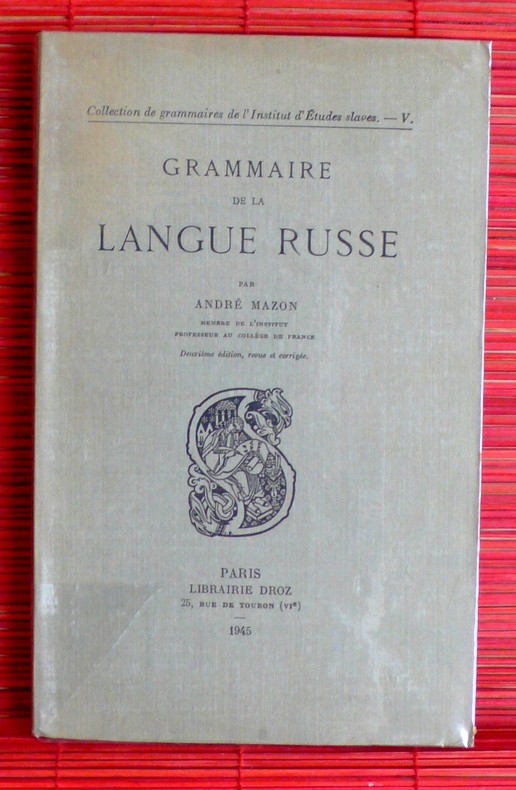 Collection de grammaires de l'Institut d'Études slaves. — V.
GRAMMAIRE
DE LA
LANGUE RUSSE
PAR
ANDRÉ MAZON
MEMBRE DE L'INSTITUT
PROFESSEUR AU COLLÈGE DE FRANCE
Deuxième édition, revue et corrigée.
PARIS
LIBRAIRIE DROZ
25, RUE DE TOURNON (VIe)
1945